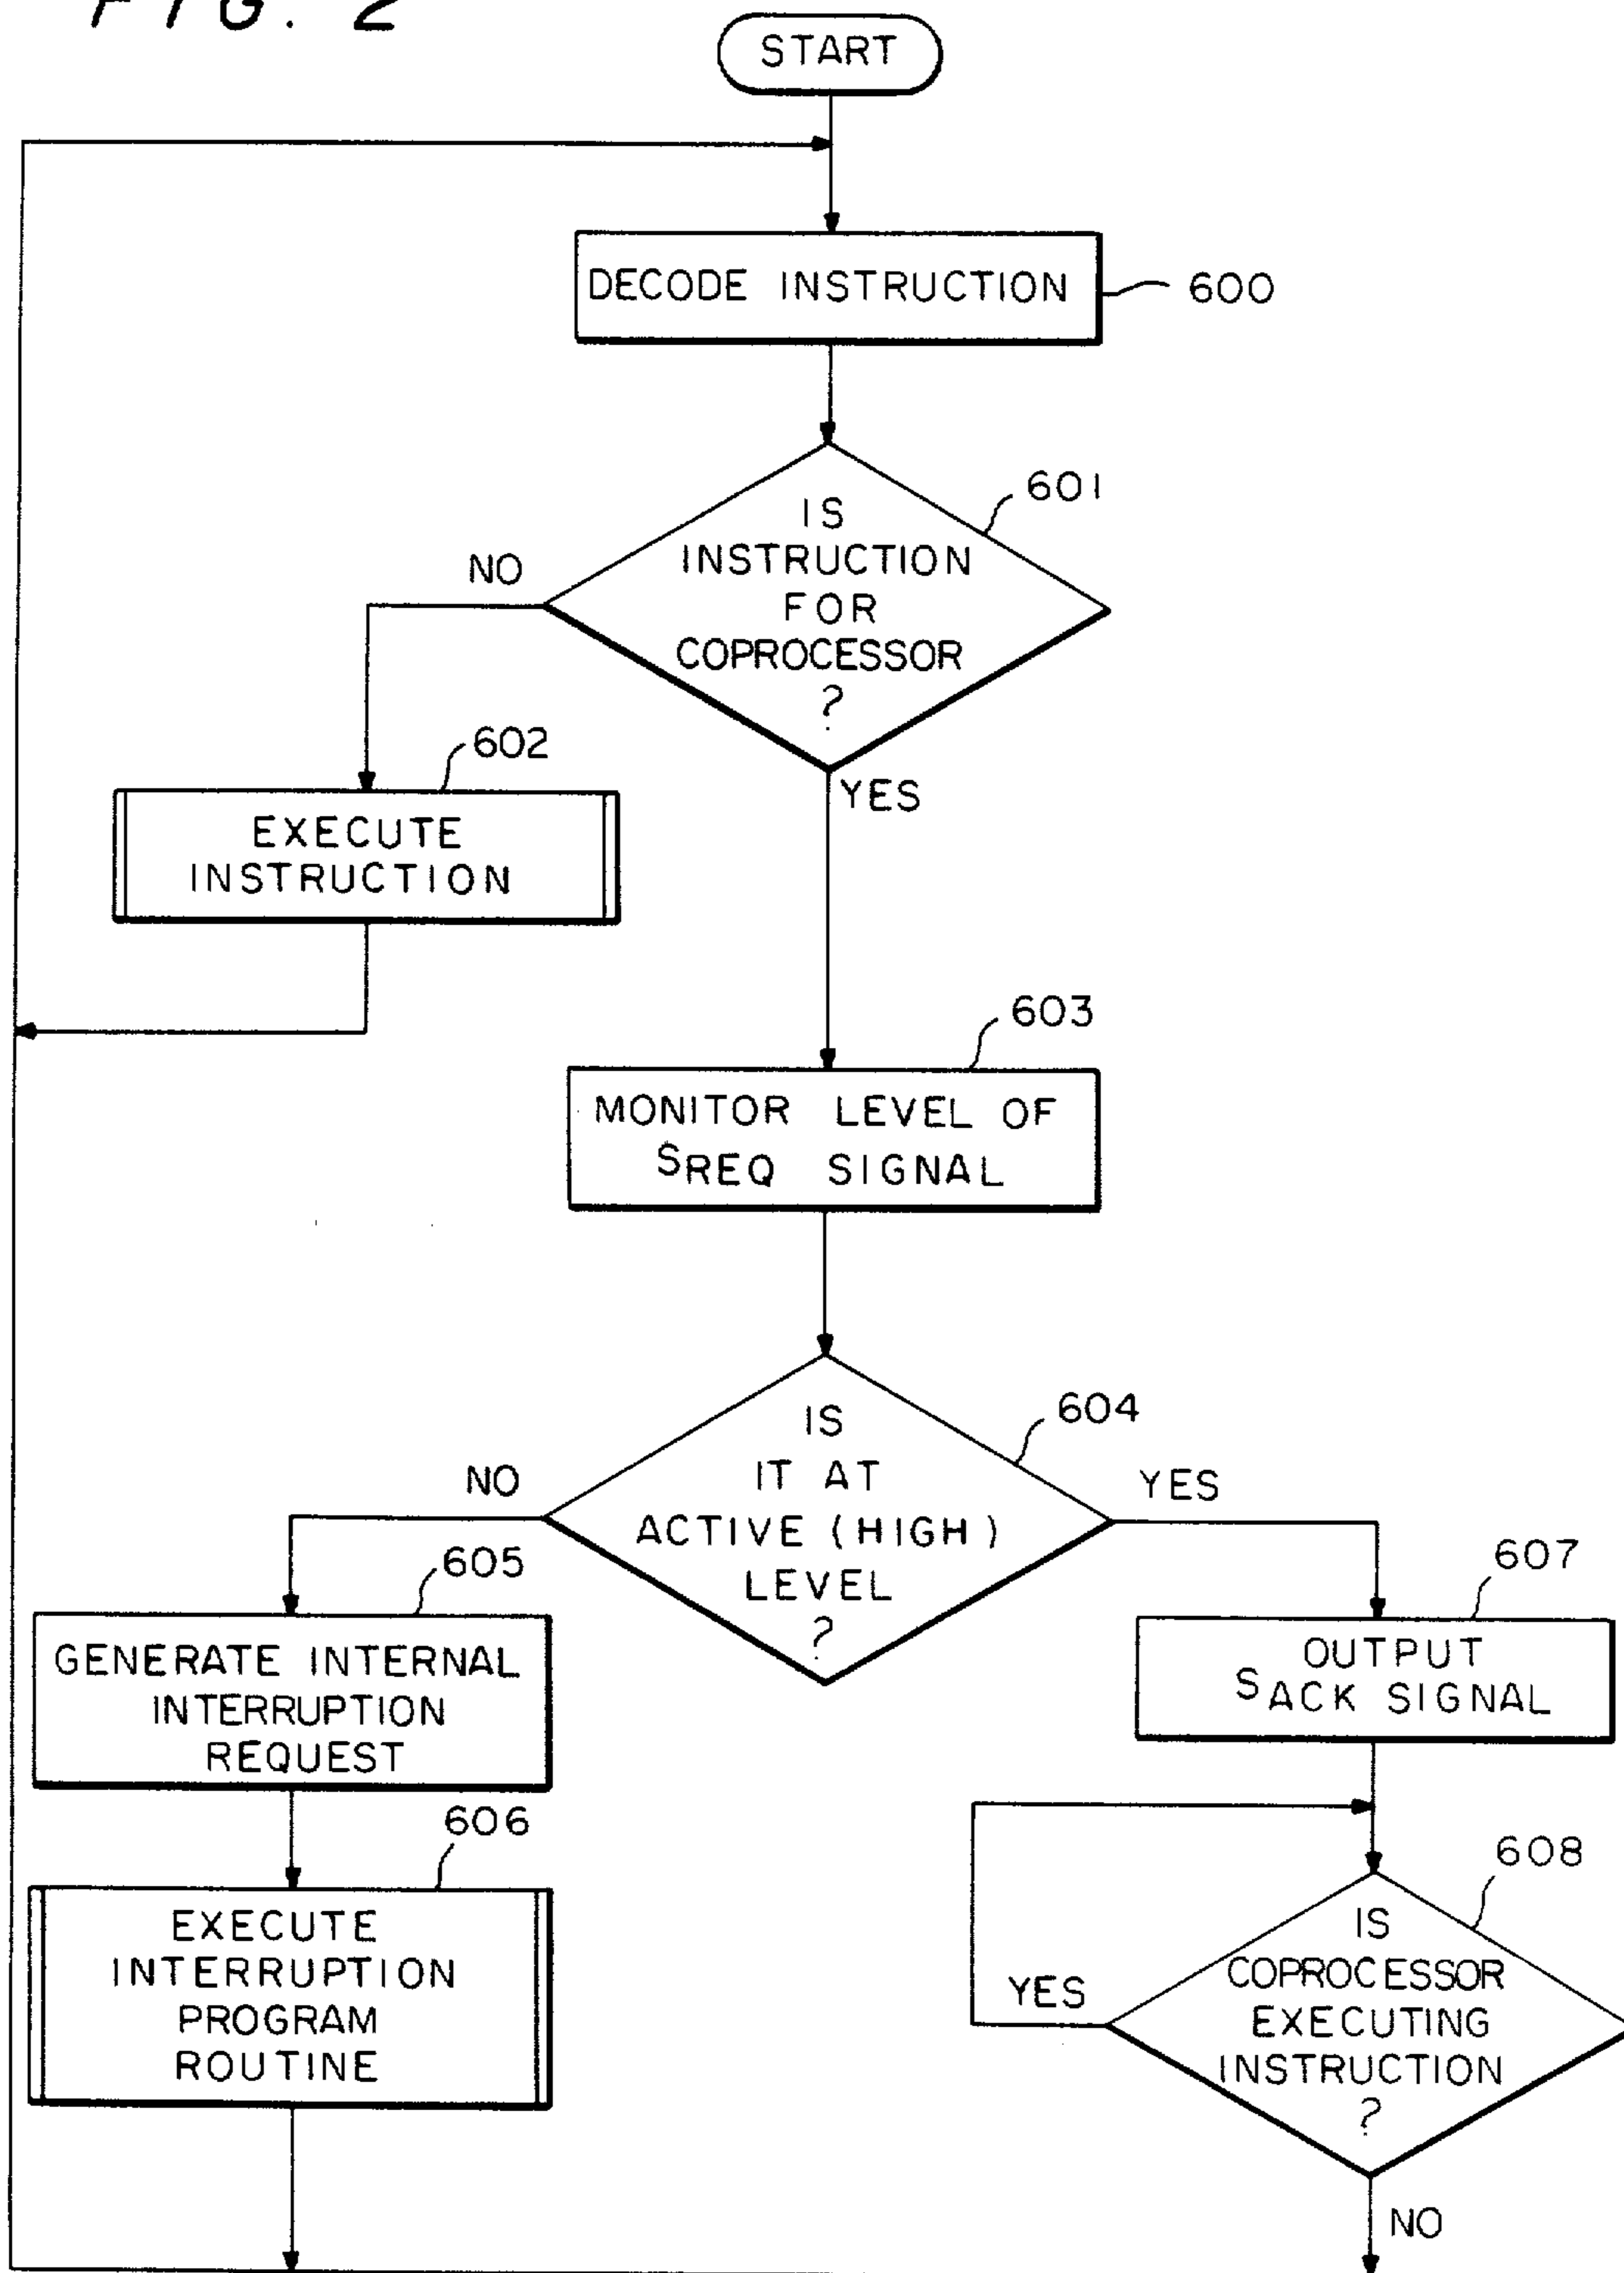 FIG. 2
START
DECODE INSTRUCTION
600
601
IS
INSTRUCTION
FOR
COPROCESSOR
?
NO
YES
602
EXECUTE
INSTRUCTION
603
MONITOR LEVEL OF
SREQ SIGNAL
604
IS
IT AT
ACTIVE (HIGH)
LEVEL
?
NO
YES
605
GENERATE INTERNAL
INTERRUPTION
REQUEST
607
OUTPUT
SACK SIGNAL
606
EXECUTE
INTERRUPTION
PROGRAM
ROUTINE
608
IS
COPROCESSOR
EXECUTING
INSTRUCTION
?
YES
NO